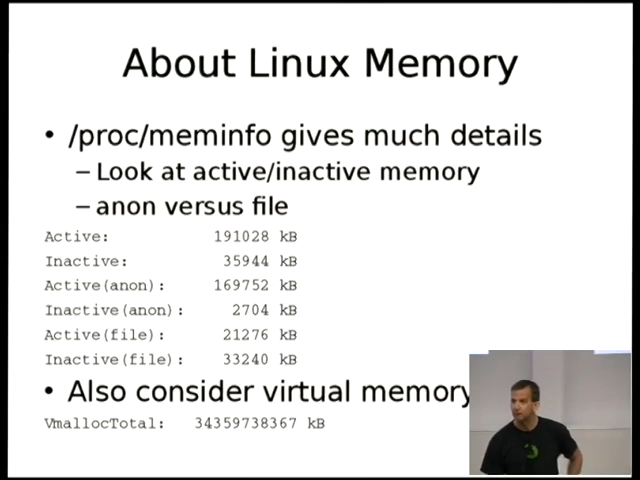 About Linux Memory
• /proc/meminfo gives much details
– Look at active/inactive memory
– anon versus file
Active: 191028 kB
Inactive: 35944 kB
Active(anon): 169752 kB
Inactive(anon): 2704 kB
Active(file): 21276 kB
Inactive(file): 33240 kB
• Also consider virtual memory
VmallocTotal: 34359738367 kB